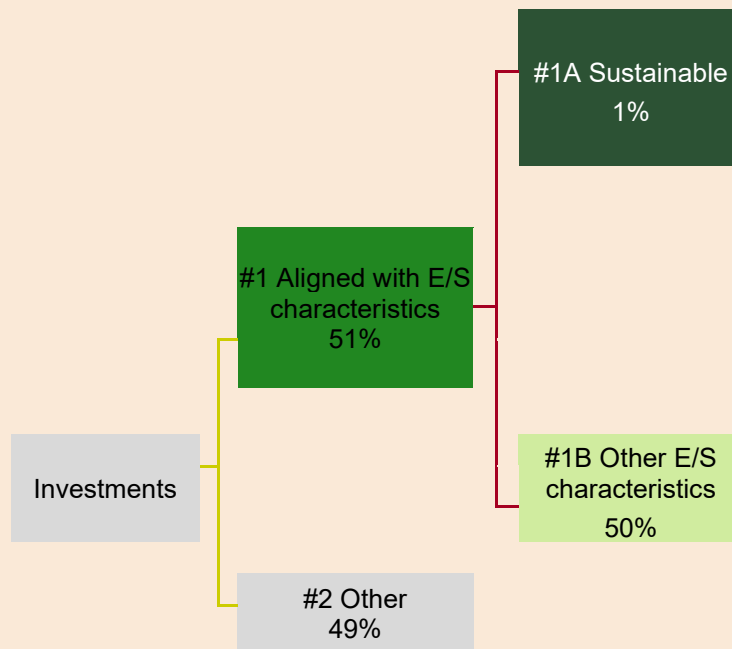 #1A Sustainable
1%
#1 Aligned with E/S
characteristics
51%
#1B Other E/S
characteristics
50%
Investments
#2 Other
49%